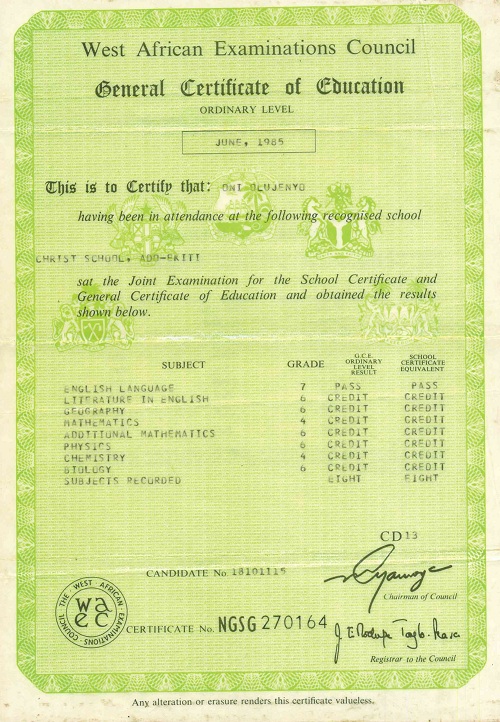 West African Examinations Council
General Certificate of Education
ORDINARY LEVEL
JUNE, 1985
This is to Certify that: ONI OLUJENYO
having been in attendance at the following recognised school
CHRIST SCHOOL, ADO-EKITI
sat the Joint Examination for the School Certificate and
General Certificate of Education and obtained the results
shown below.
SUBJECT GRADE G.C.E. ORDINARY LEVEL RESULT SCHOOL CERTIFICATE EQUIVALENT
ENGLISH LANGUAGE 7 PASS PASS
LITERATURE IN ENGLISH 6 CREDIT CREDIT
GEOGRAPHY 6 CREDIT CREDIT
MATHEMATICS 4 CREDIT CREDIT
ADDITIONAL MATHEMATICS 6 CREDIT CREDIT
PHYSICS 6 CREDIT CREDIT
CHEMISTRY 4 CREDIT CREDIT
BIOLOGY 6 CREDIT CREDIT
SUBJECTS RECORDED EIGHT EIGHT
CD 13
CANDIDATE No. 18101115
Chairman of Council
THE WEST AFRICAN EXAMINATIONS COUNCIL
wa
ec
CERTIFICATE No. NGSG 270164
Registrar to the Council
Any alteration or erasure renders this certificate valueless.